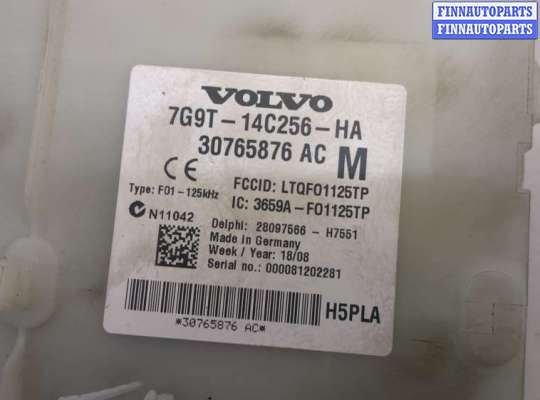 FINNAUTOPARTS
FINNAUTOPARTS
VOLVO
7G9T-14C256-HA
30765876 AC M
CE
FCCID: LTQFO1125TP
Type: FO1-125kHz
IC: 3659A-FO1125TP
N11042
Delphi: 28097566 - H7551
Made in Germany
Week / Year: 18/08
Serial no.: 000081202281
H5PLA
*30765876 AC*